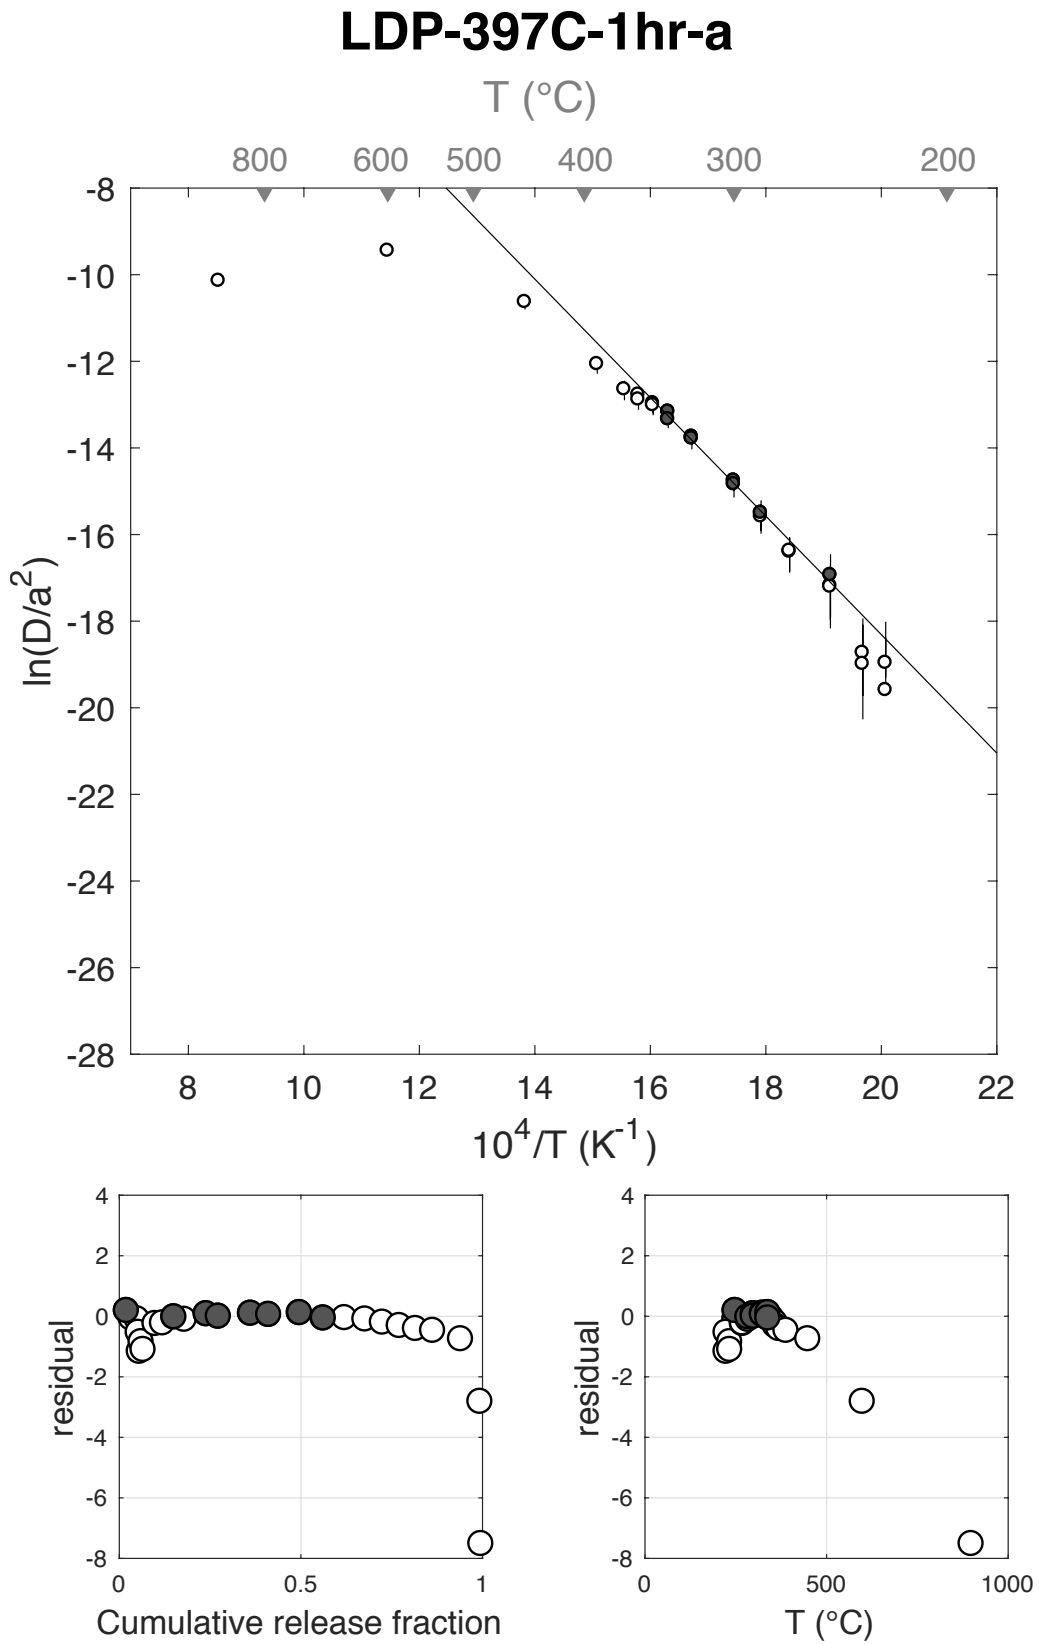 LDP-397C-1hr-a
T (°C)
800 600 500 400 300 200
-8
-10
-12
-14
-16
-18
-20
-22
-24
-26
-28
ln(D/a²)
8 10 12 14 16 18 20 22
10⁴/T (K⁻¹)
4
2
0
-2
-4
-6
-8
residual
0 0.5 1
Cumulative release fraction
4
2
0
-2
-4
-6
-8
residual
0 500 1000
T (°C)